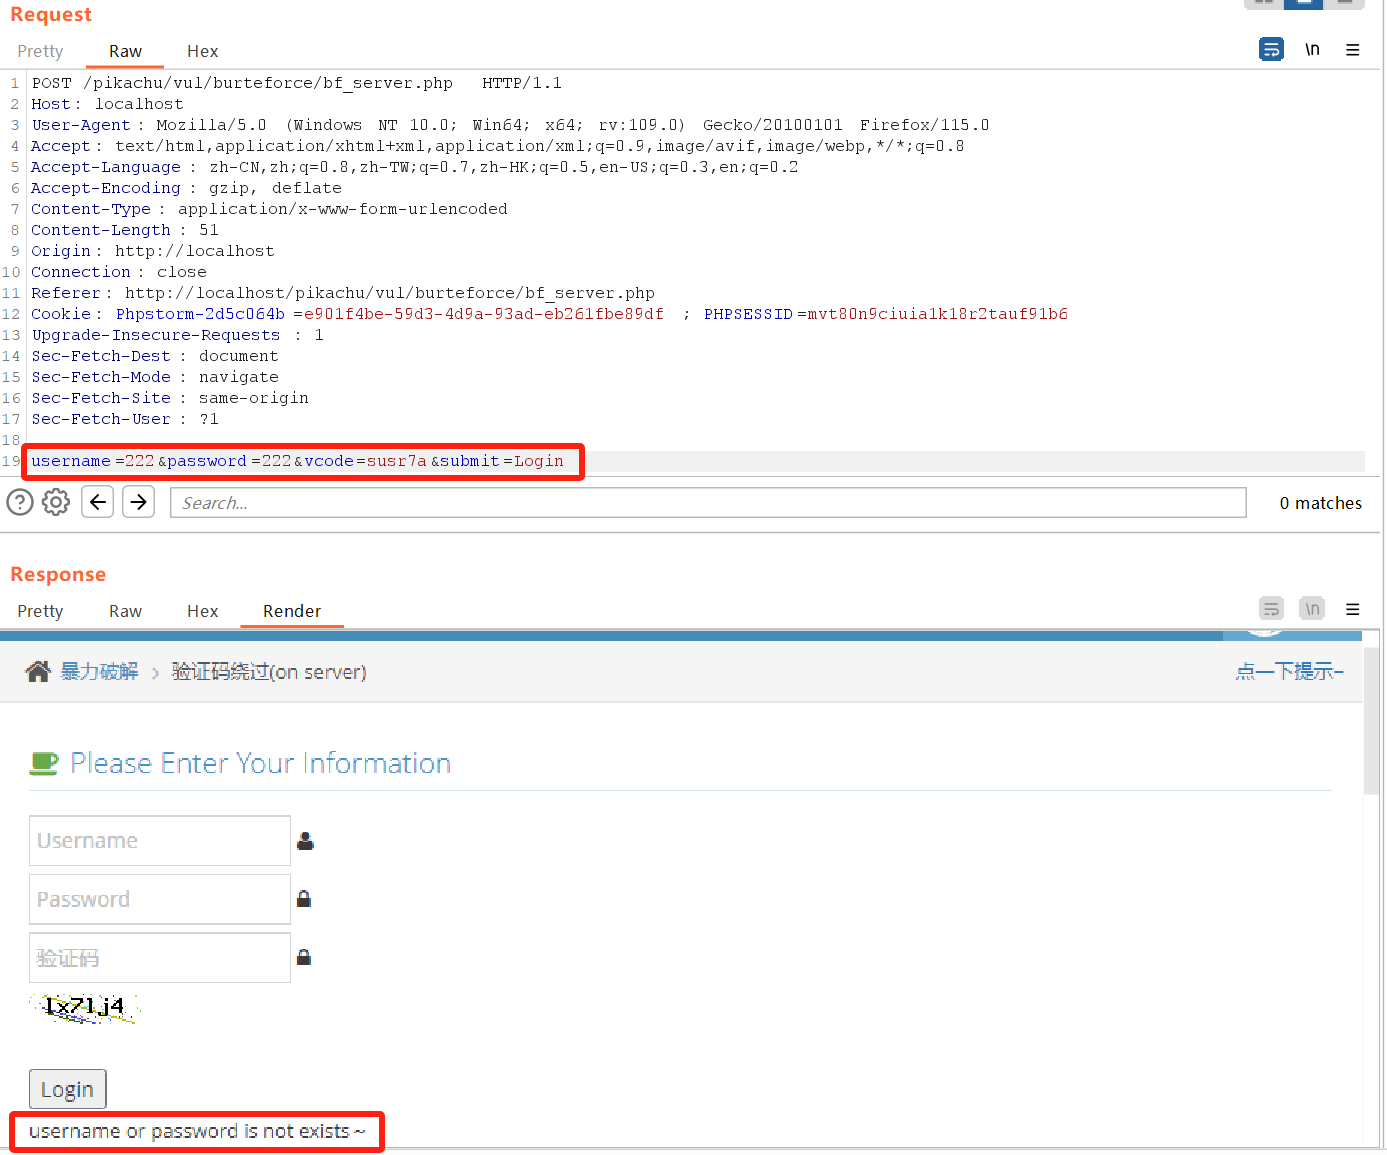 Request
Pretty Raw Hex
\n
1 POST /pikachu/vul/burteforce/bf_server.php HTTP/1.1
2 Host: localhost
3 User-Agent: Mozilla/5.0 (Windows NT 10.0; Win64; x64; rv:109.0) Gecko/20100101 Firefox/115.0
4 Accept: text/html,application/xhtml+xml,application/xml;q=0.9,image/avif,image/webp,*/*;q=0.8
5 Accept-Language: zh-CN,zh;q=0.8,zh-TW;q=0.7,zh-HK;q=0.5,en-US;q=0.3,en;q=0.2
6 Accept-Encoding: gzip, deflate
7 Content-Type: application/x-www-form-urlencoded
8 Content-Length: 51
9 Origin: http://localhost
10 Connection: close
11 Referer: http://localhost/pikachu/vul/burteforce/bf_server.php
12 Cookie: Phpstorm-2d5c064b=e901f4be-59d3-4d9a-93ad-eb261fbe89df ; PHPSESSID=mvt80n9ciuia1k18r2tauf91b6
13 Upgrade-Insecure-Requests: 1
14 Sec-Fetch-Dest: document
15 Sec-Fetch-Mode: navigate
16 Sec-Fetch-Site: same-origin
17 Sec-Fetch-User: ?1
18
19 username=222&password=222&vcode=susr7a&submit=Login
Search...
0 matches
Response
Pretty Raw Hex Render
\n
暴力破解 > 验证码绕过(on server)
点一下提示~
Please Enter Your Information
Username
Password
验证码
1x71j4
Login
username or password is not exists~